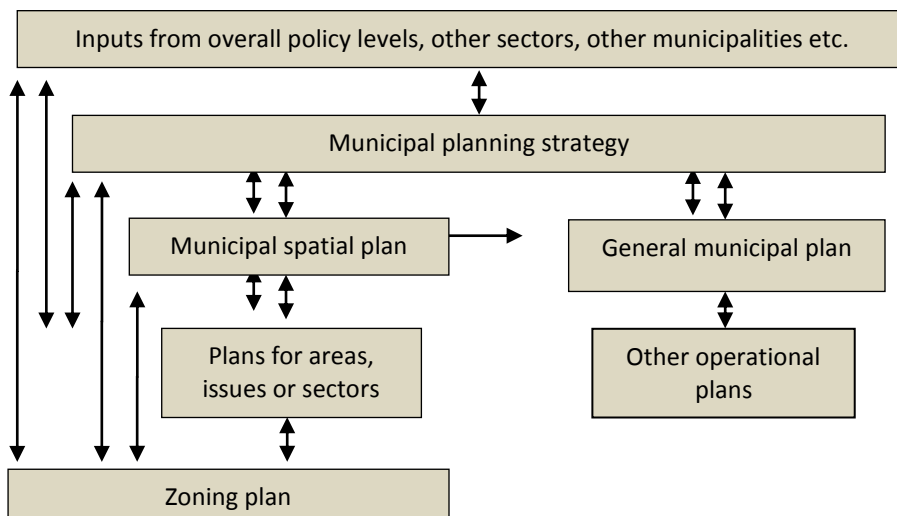 Inputs from overall policy levels, other sectors, other municipalities etc.
Municipal planning strategy
Municipal spatial plan
General municipal plan
Plans for areas,
issues or sectors
Other operational
plans
Zoning plan